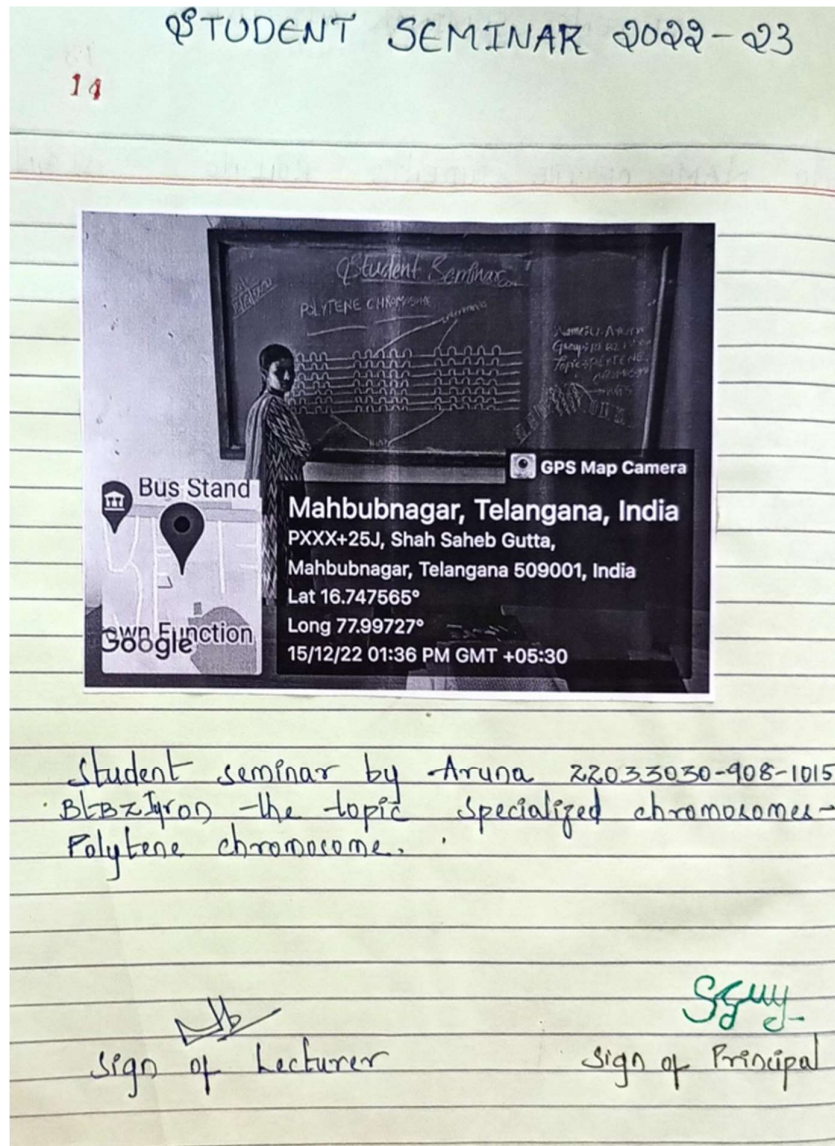 STUDENT SEMINAR 2022-23
14
Student Seminar
POLYTENE CHROMOSOME
GPS Map Camera
Bus Stand
own Function
Google
Mahbubnagar, Telangana, India
PXXX+25J, Shah Saheb Gutta,
Mahbubnagar, Telangana 509001, India
Lat 16.747565°
Long 77.99727°
15/12/22 01:36 PM GMT +05:30
Student seminar by Aruna 22033030-908-1015
on the topic specialized chromosomes-
Polytene chromosome.
Sign of Lecturer
Sign of Principal